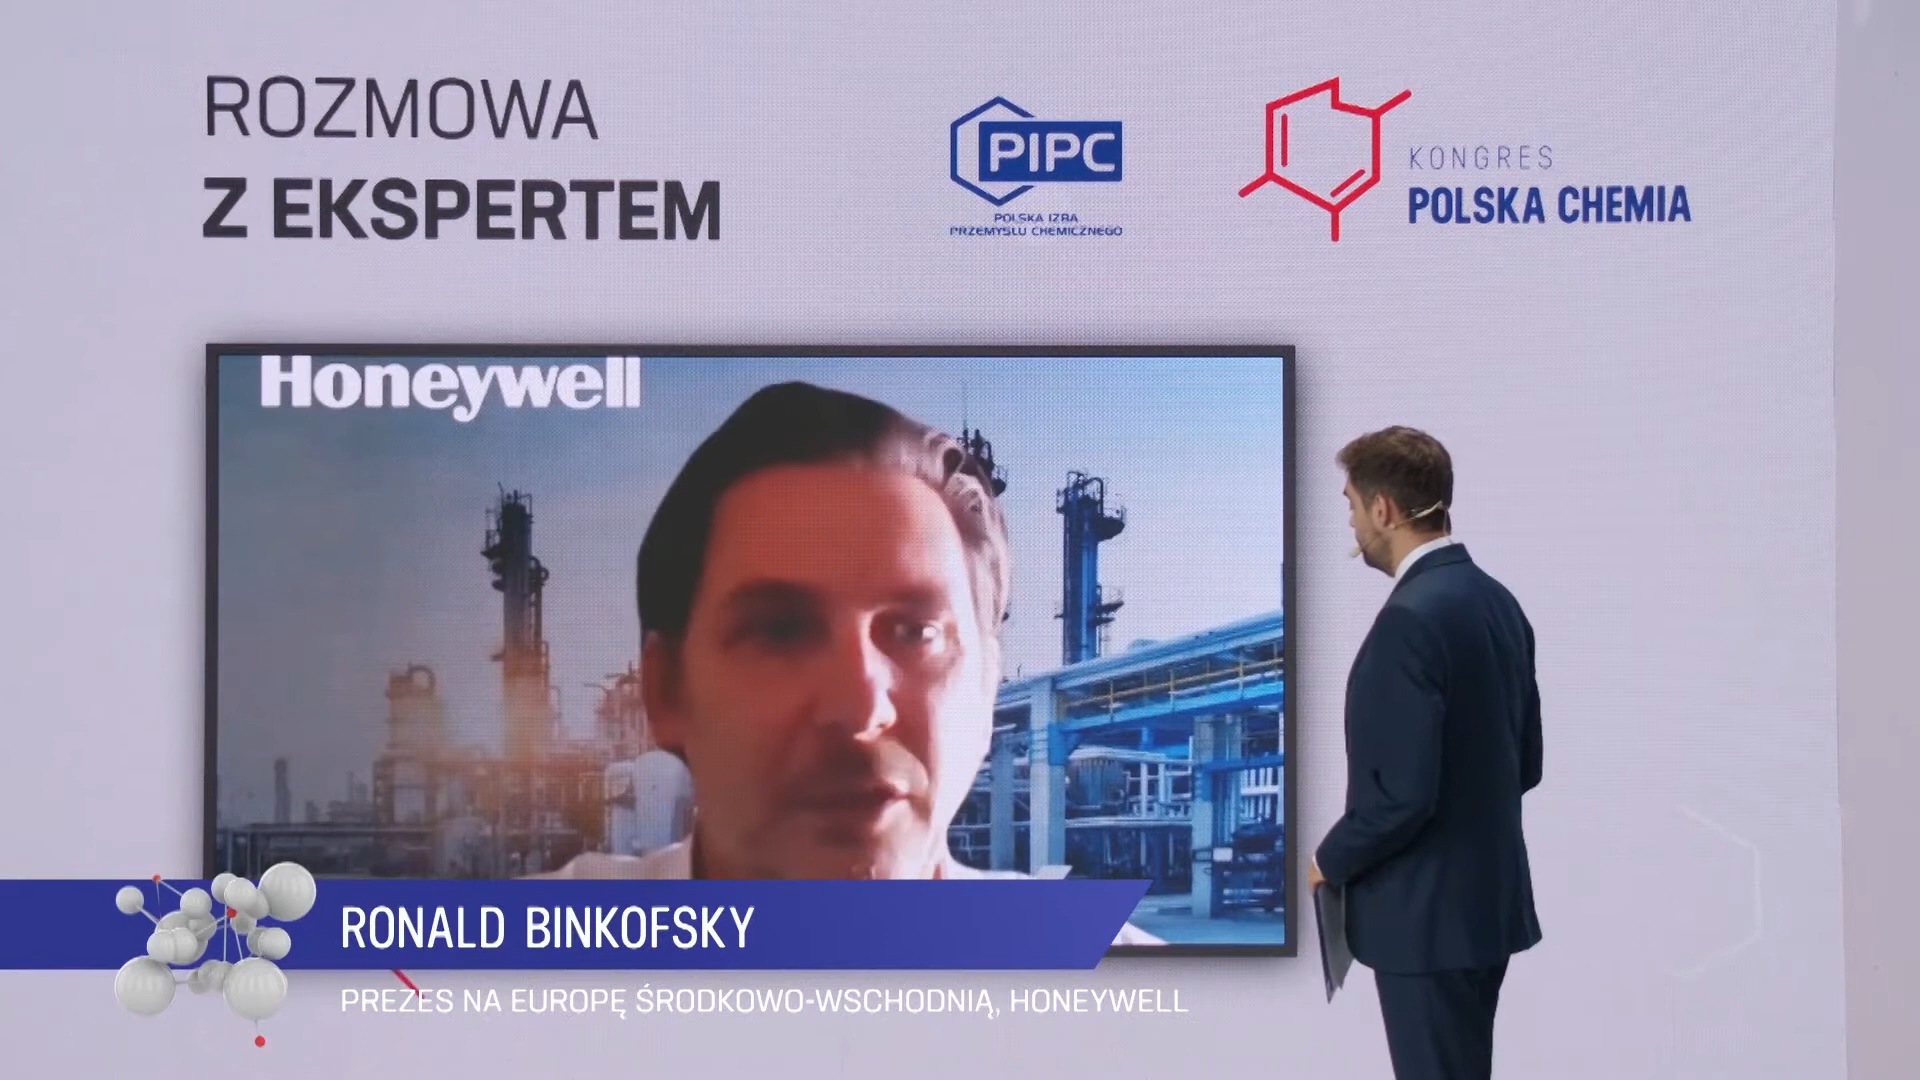 ROZMOWA
Z EKSPERTEM
PIPC
POLSKA IZBA
PRZEMYSŁU CHEMICZNEGO
KONGRES
POLSKA CHEMIA
Honeywell
RONALD BINKOFSKY
PREZES NA EUROPĘ ŚRODKOWO-WSCHODNIĄ, HONEYWELL